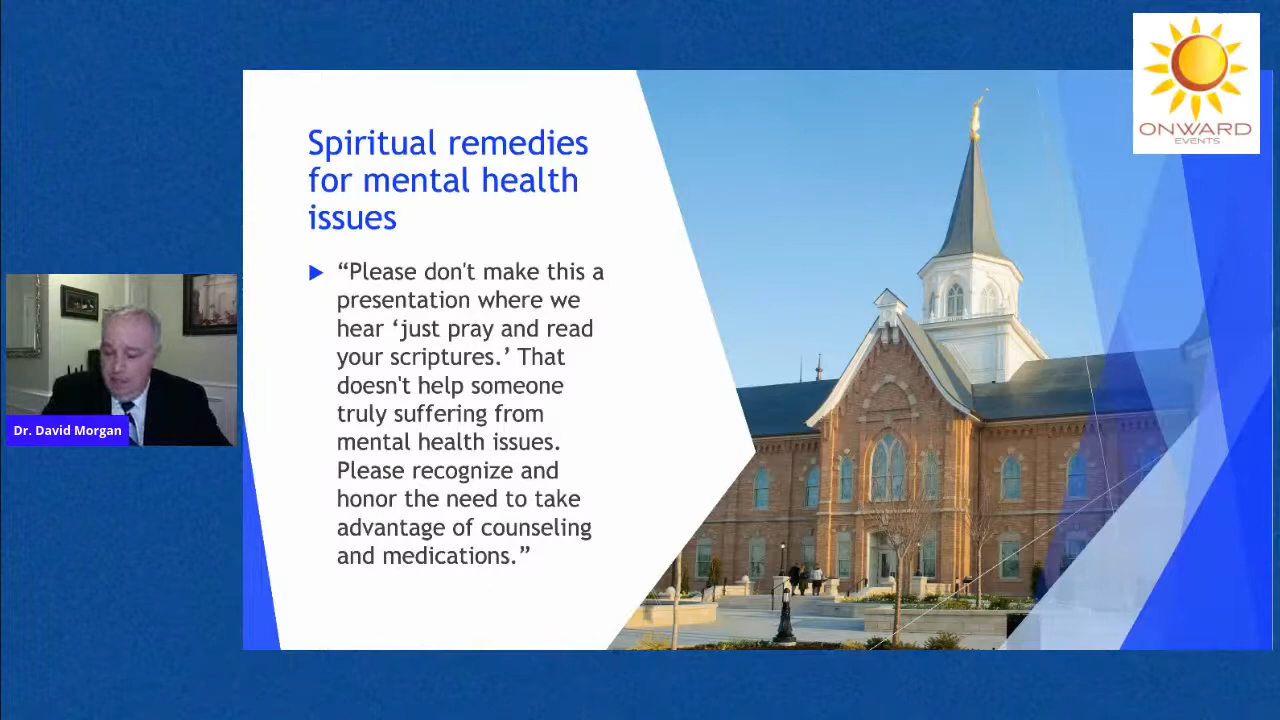 ONWARD
EVENTS
Spiritual remedies
for mental health
issues
“Please don't make this a
presentation where we
hear ‘just pray and read
your scriptures.’ That
doesn't help someone
truly suffering from
mental health issues.
Please recognize and
honor the need to take
advantage of counseling
and medications.”
Dr. David Morgan